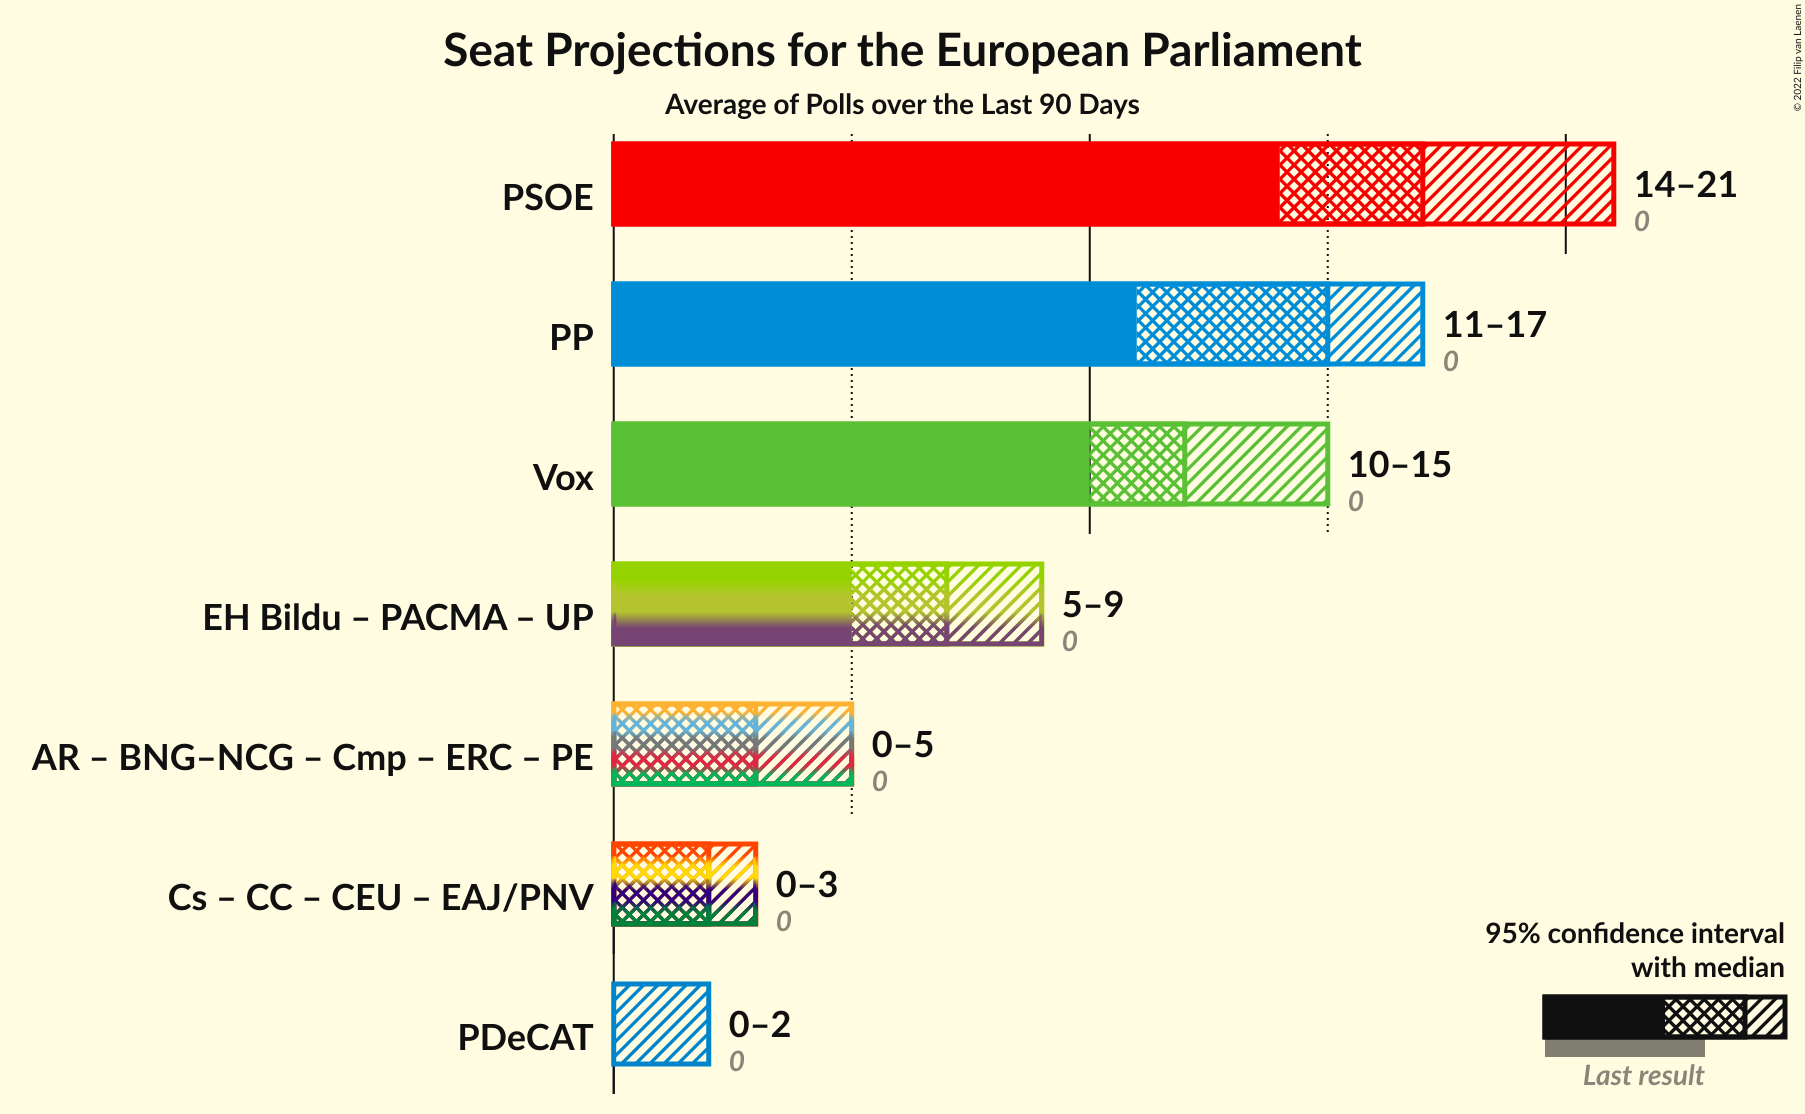 Seat Projections for the European Parliament
Average of Polls over the Last 90 Days
© 2022 Filip van Laenen
PSOE
14–21
0
PP
11–17
0
Vox
10–15
0
EH Bildu – PACMA – UP
5–9
0
AR – BNG–NCG – Cmp – ERC – PE
0–5
0
Cs – CC – CEU – EAJ/PNV
0–3
0
PDeCAT
0–2
0
95% confidence interval
with median
Last result